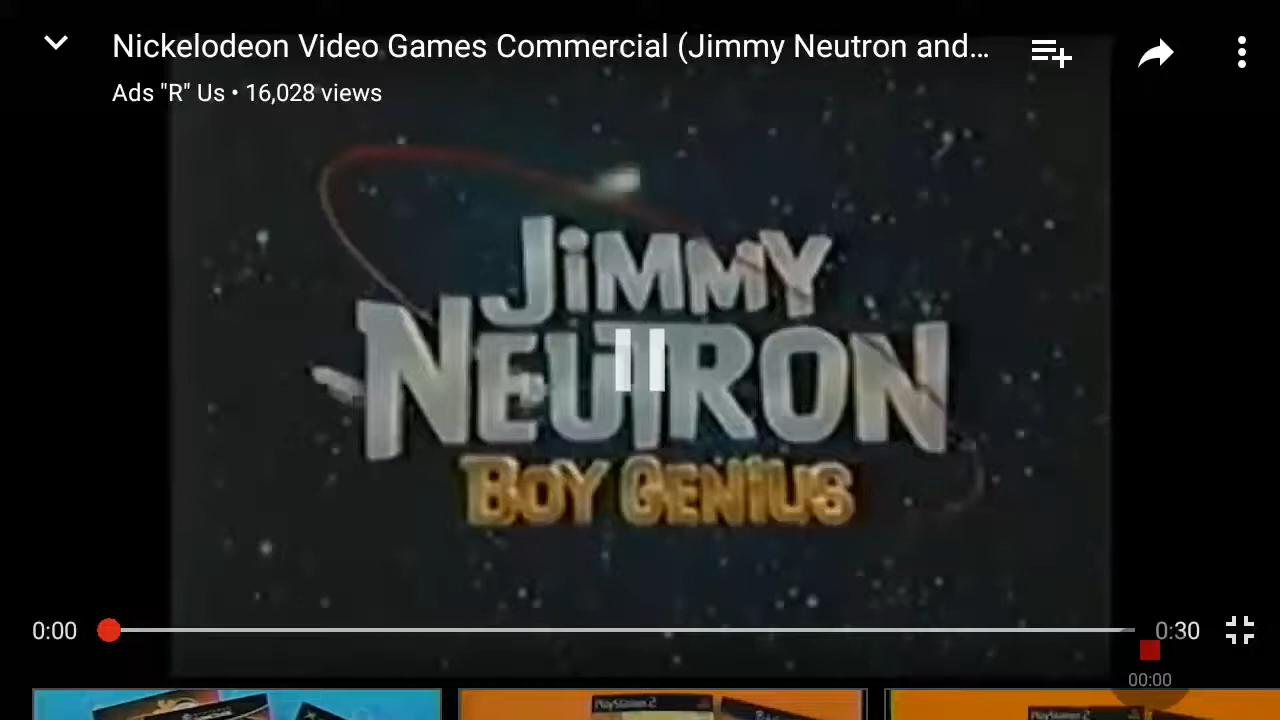 Nickelodeon Video Games Commercial (Jimmy Neutron and...
Ads "R" Us • 16,028 views
JiMMY
NEUTRON
BOY GENiUS
0:00
0:30
00:00
PlayStation 2